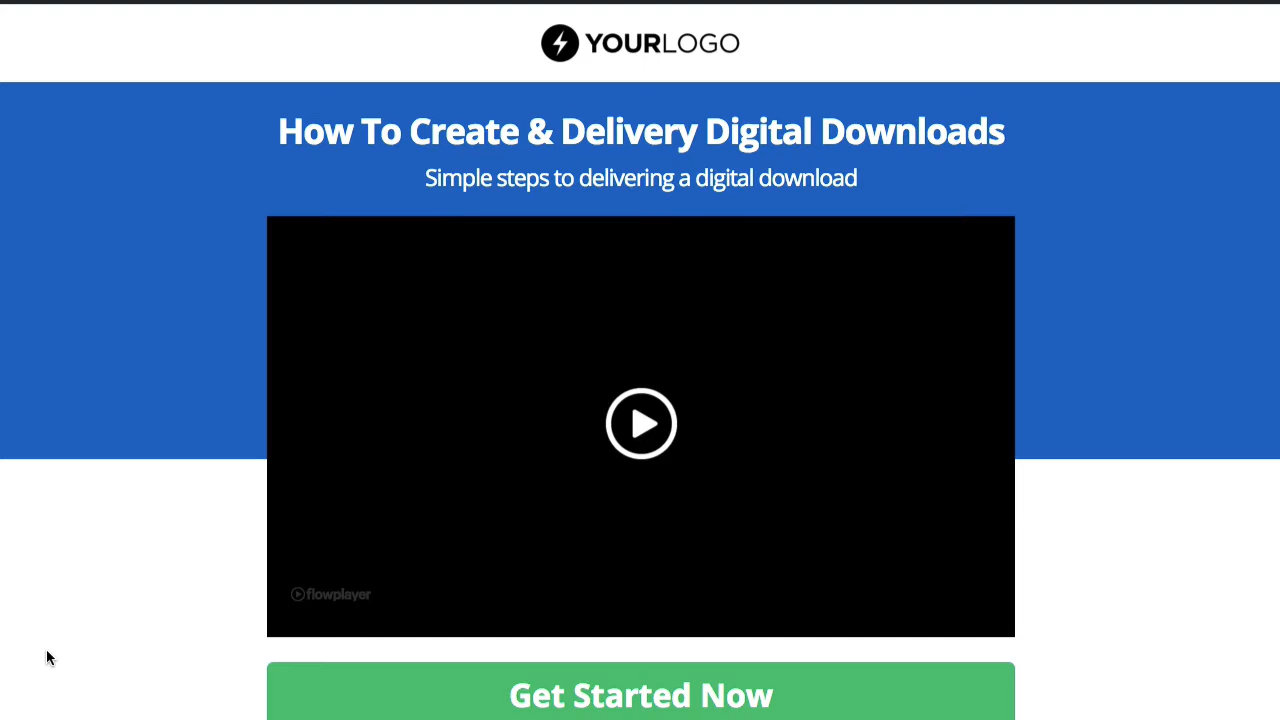 YOURLOGO
How To Create & Delivery Digital Downloads
Simple steps to delivering a digital download
flowplayer
Get Started Now